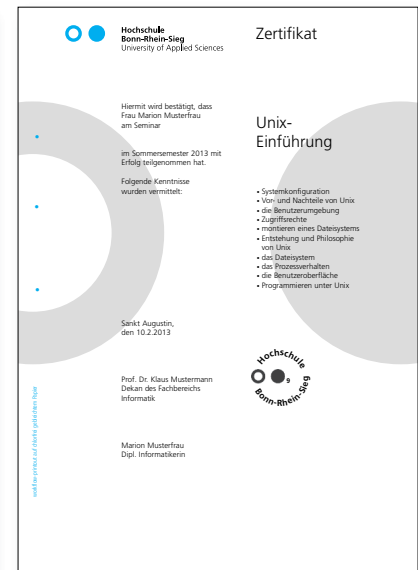 Hochschule
Bonn-Rhein-Sieg
University of Applied Sciences
Zertifikat
Hiermit wird bestätigt, dass
Frau Marion Musterfrau
am Seminar
Unix-
Einführung
im Sommersemester 2013 mit
Erfolg teilgenommen hat.
Folgende Kenntnisse
wurden vermittelt:
• Systemkonfiguration
• Vor- und Nachteile von Unix
• die Benutzerumgebung
• Zugriffsrechte
• montieren eines Dateisystems
• Entstehung und Philosophie
von Unix
• das Dateisystem
• das Prozessverhalten
• die Benutzeroberfläche
• Programmieren unter Unix
Sankt Augustin,
den 10.2.2013
Hochschule
9
Bonn-Rhein-Sieg
Prof. Dr. Klaus Mustermann
Dekan des Fachbereichs
Informatik
Marion Musterfrau
Dipl. Informatikerin